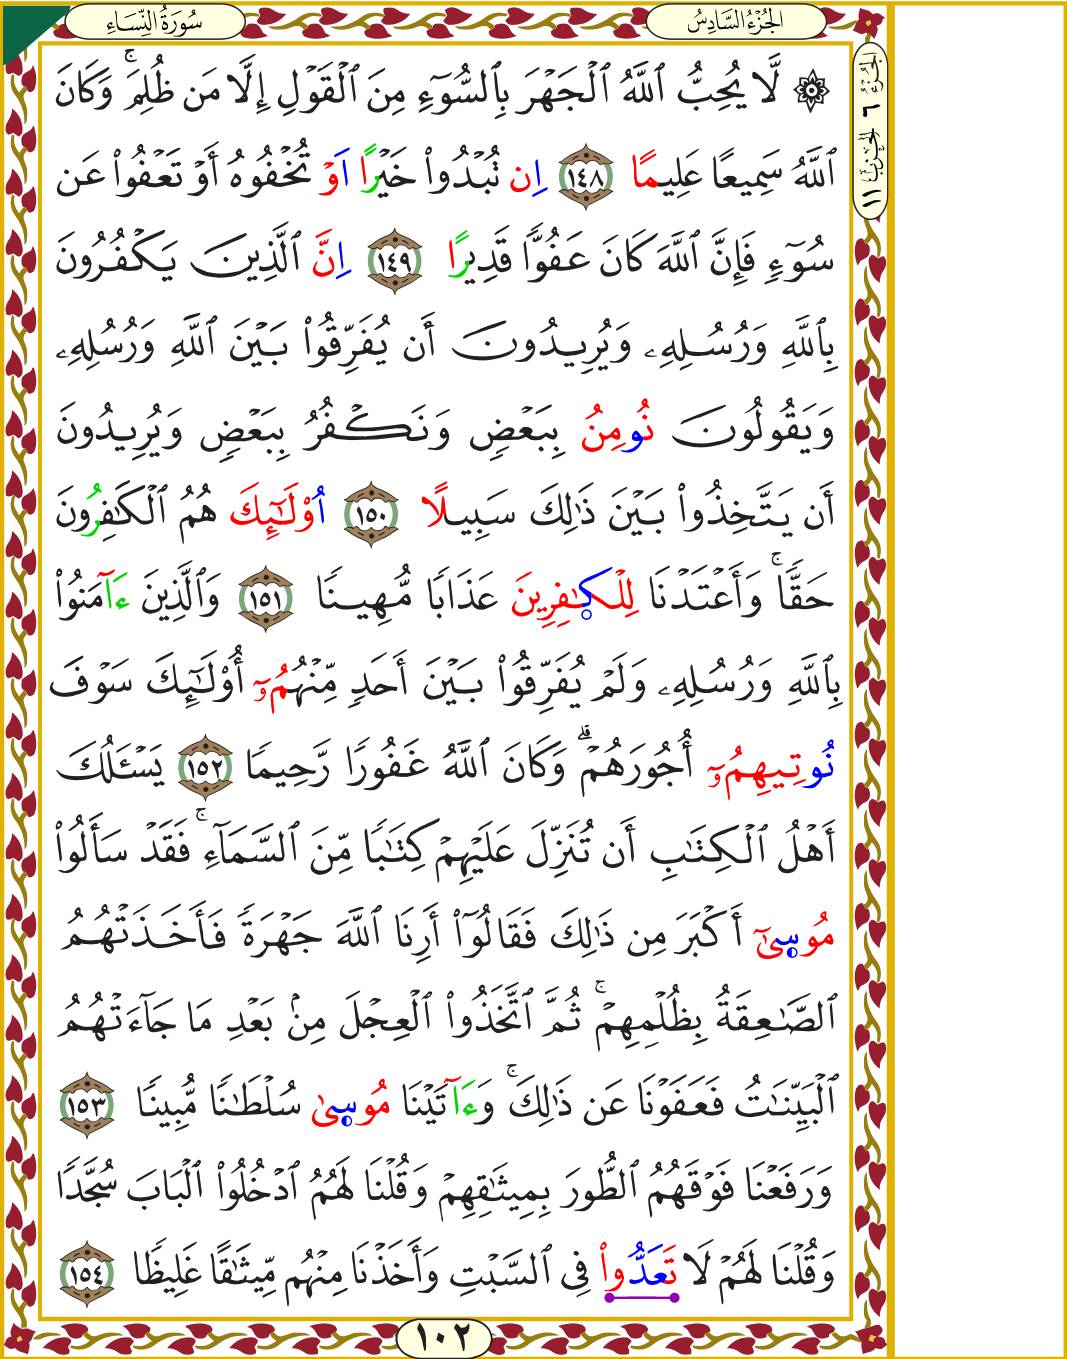 الجُزْءُ السَّادِسُ
سُورَةُ النِّسَاءِ
الجزء ٦ الحزب ١١
۞ لَّا يُحِبُّ ٱللَّهُ ٱلْجَهْرَ بِٱلسُّوٓءِ مِنَ ٱلْقَوْلِ إِلَّا مَن ظُلِمَۚ وَكَانَ
ٱللَّهُ سَمِيعًا عَلِيمًا ١٤٨ اِن تُبْدُوا۟ خَيْرًا اَوْ تُخْفُوهُ أَوْ تَعْفُوا۟ عَن
سُوٓءٍ فَإِنَّ ٱللَّهَ كَانَ عَفُوًّا قَدِيرًا ١٤٩ اِنَّ ٱلَّذِينَ يَكْفُرُونَ
بِٱللَّهِ وَرُسُلِهِۦ وَيُرِيدُونَ أَن يُفَرِّقُوا۟ بَيْنَ ٱللَّهِ وَرُسُلِهِۦ
وَيَقُولُونَ نُومِنُ بِبَعْضٍ وَنَكْفُرُ بِبَعْضٍ وَيُرِيدُونَ
أَن يَتَّخِذُوا۟ بَيْنَ ذَٰلِكَ سَبِيلًا ١٥٠ اُو۟لَٰٓئِكَ هُمُ ٱلْكَٰفِرُونَ
حَقًّاۚ وَأَعْتَدْنَا لِلْكَٰفِرِينَ عَذَابًا مُّهِينًا ١٥١ وَٱلَّذِينَ ءَآمَنُوا۟
بِٱللَّهِ وَرُسُلِهِۦ وَلَمْ يُفَرِّقُوا۟ بَيْنَ أَحَدٍ مِّنْهُمُۥٓ أُو۟لَٰٓئِكَ سَوْفَ
نُوتِيهِمُۥٓ أُجُورَهُمْۗ وَكَانَ ٱللَّهُ غَفُورًا رَّحِيمًا ١٥٢ يَسْـَٔلُكَ
أَهْلُ ٱلْكِتَٰبِ أَن تُنَزِّلَ عَلَيْهِمْ كِتَٰبًا مِّنَ ٱلسَّمَآءِۚ فَقَدْ سَأَلُوا۟
مُوسٜىٰٓ أَكْبَرَ مِن ذَٰلِكَ فَقَالُوٓا۟ أَرِنَا ٱللَّهَ جَهْرَةً فَأَخَذَتْهُمُ
ٱلصَّٰعِقَةُ بِظُلْمِهِمْۚ ثُمَّ ٱتَّخَذُوا۟ ٱلْعِجْلَ مِنۢ بَعْدِ مَا جَآءَتْهُمُ
ٱلْبَيِّنَٰتُ فَعَفَوْنَا عَن ذَٰلِكَۚ وَءَآتَيْنَا مُوسٜىٰ سُلْطَٰنًا مُّبِينًا ١٥٣
وَرَفَعْنَا فَوْقَهُمُ ٱلطُّورَ بِمِيثَٰقِهِمْ وَقُلْنَا لَهُمُ ٱدْخُلُوا۟ ٱلْبَابَ سُجَّدًا
وَقُلْنَا لَهُمْ لَا تَعَدُّوا۟ فِى ٱلسَّبْتِ وَأَخَذْنَا مِنْهُم مِّيثَٰقًا غَلِيظًا ١٥٤
١٠٢